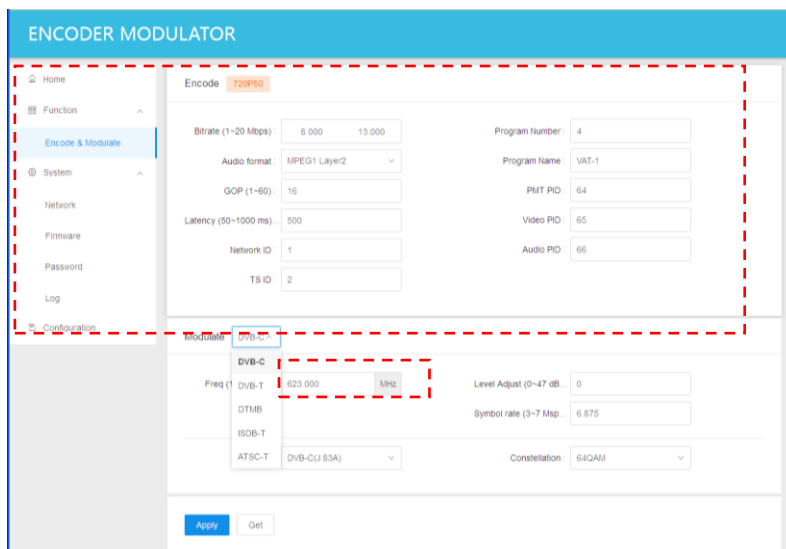 ENCODER MODULATOR
Home
Function
Encode & Modulate
System
Network
Firmware
Password
Log
Configuration
Encode 720P50
Bitrate (1~20 Mbps) : 8.000 13.000
Audio format : MPEG1 Layer2
GOP (1~60) : 16
Latency (50~1000 ms)... 500
Network ID : 1
TS ID : 2
Program Number : 4
Program Name : VAT-1
PMT PID : 64
Video PID : 65
Audio PID : 66
Modulate DVB-C
DVB-C
DVB-T
DTMB
ISDB-T
ATSC-T
Freq (1 623.000 MHz
Level Adjust (0~47 dB... 0
Symbol rate (3~7 Msp... 6.875
DVB-C(J.83A)
Constellation : 64QAM
Apply Get